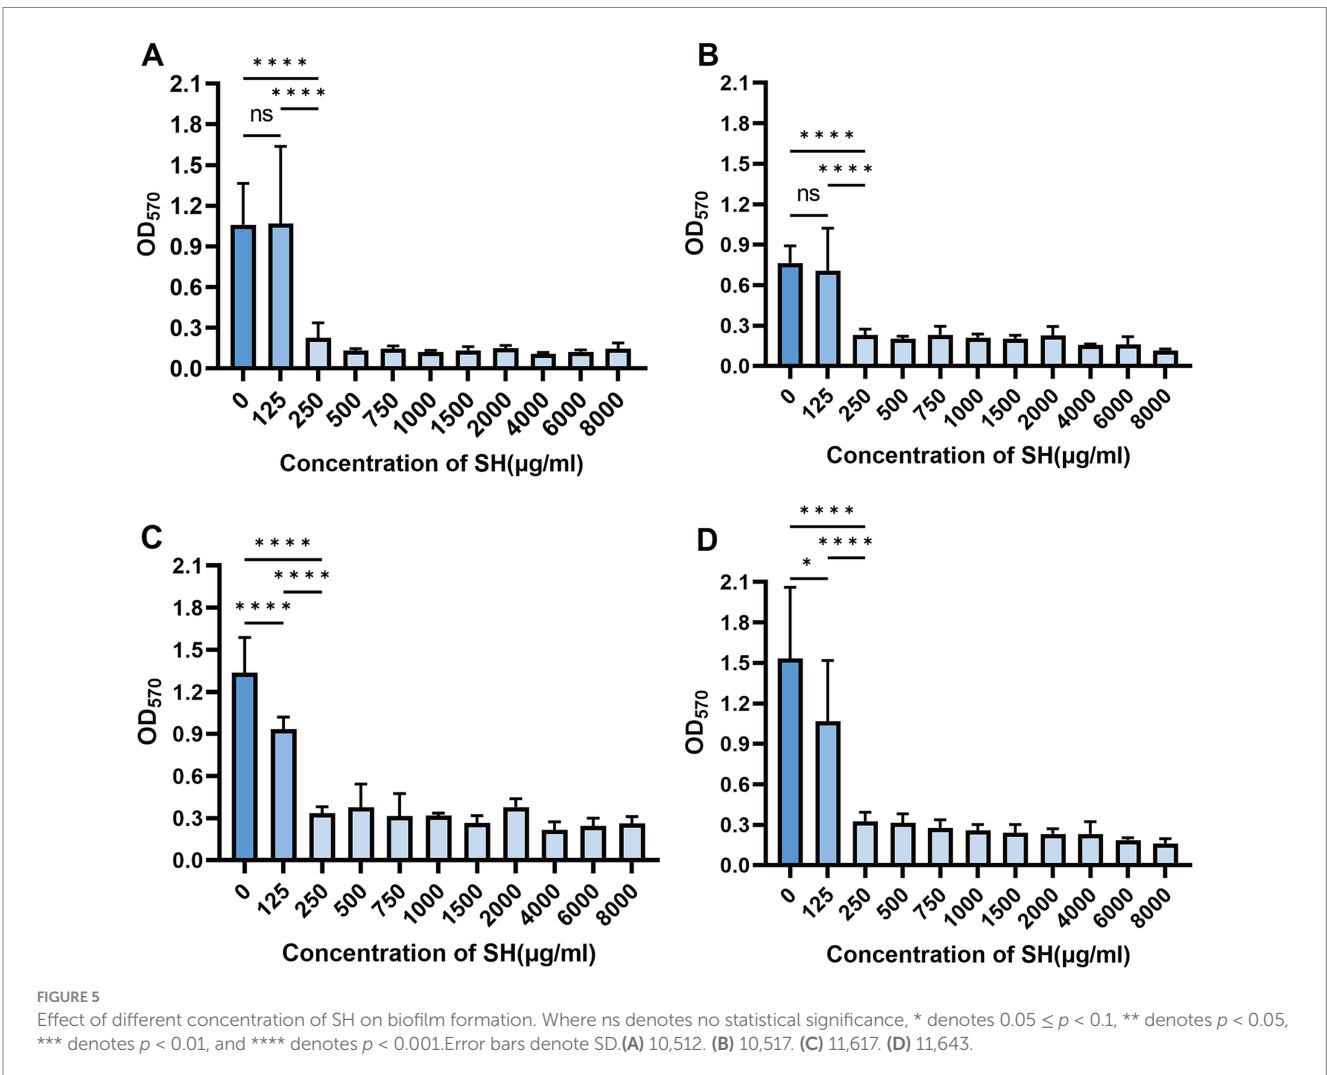 A
* * * *
* * * *
ns
2.1
1.8
1.5
1.2
0.9
0.6
0.3
0.0
OD570
0 125 250 500 750 1000 1500 2000 4000 6000 8000
Concentration of SH(µg/ml)
B
* * * *
* * * *
ns
2.1
1.8
1.5
1.2
0.9
0.6
0.3
0.0
OD570
0 125 250 500 750 1000 1500 2000 4000 6000 8000
Concentration of SH(µg/ml)
C
* * * *
* * * *
* * * *
2.1
1.8
1.5
1.2
0.9
0.6
0.3
0.0
OD570
0 125 250 500 750 1000 1500 2000 4000 6000 8000
Concentration of SH(µg/ml)
D
* * * *
* * * *
*
2.1
1.8
1.5
1.2
0.9
0.6
0.3
0.0
OD570
0 125 250 500 750 1000 1500 2000 4000 6000 8000
Concentration of SH(µg/ml)
FIGURE 5
Effect of different concentration of SH on biofilm formation. Where ns denotes no statistical significance, * denotes 0.05 ≤ p < 0.1, ** denotes p < 0.05,
*** denotes p < 0.01, and **** denotes p < 0.001.Error bars denote SD.(A) 10,512. (B) 10,517. (C) 11,617. (D) 11,643.